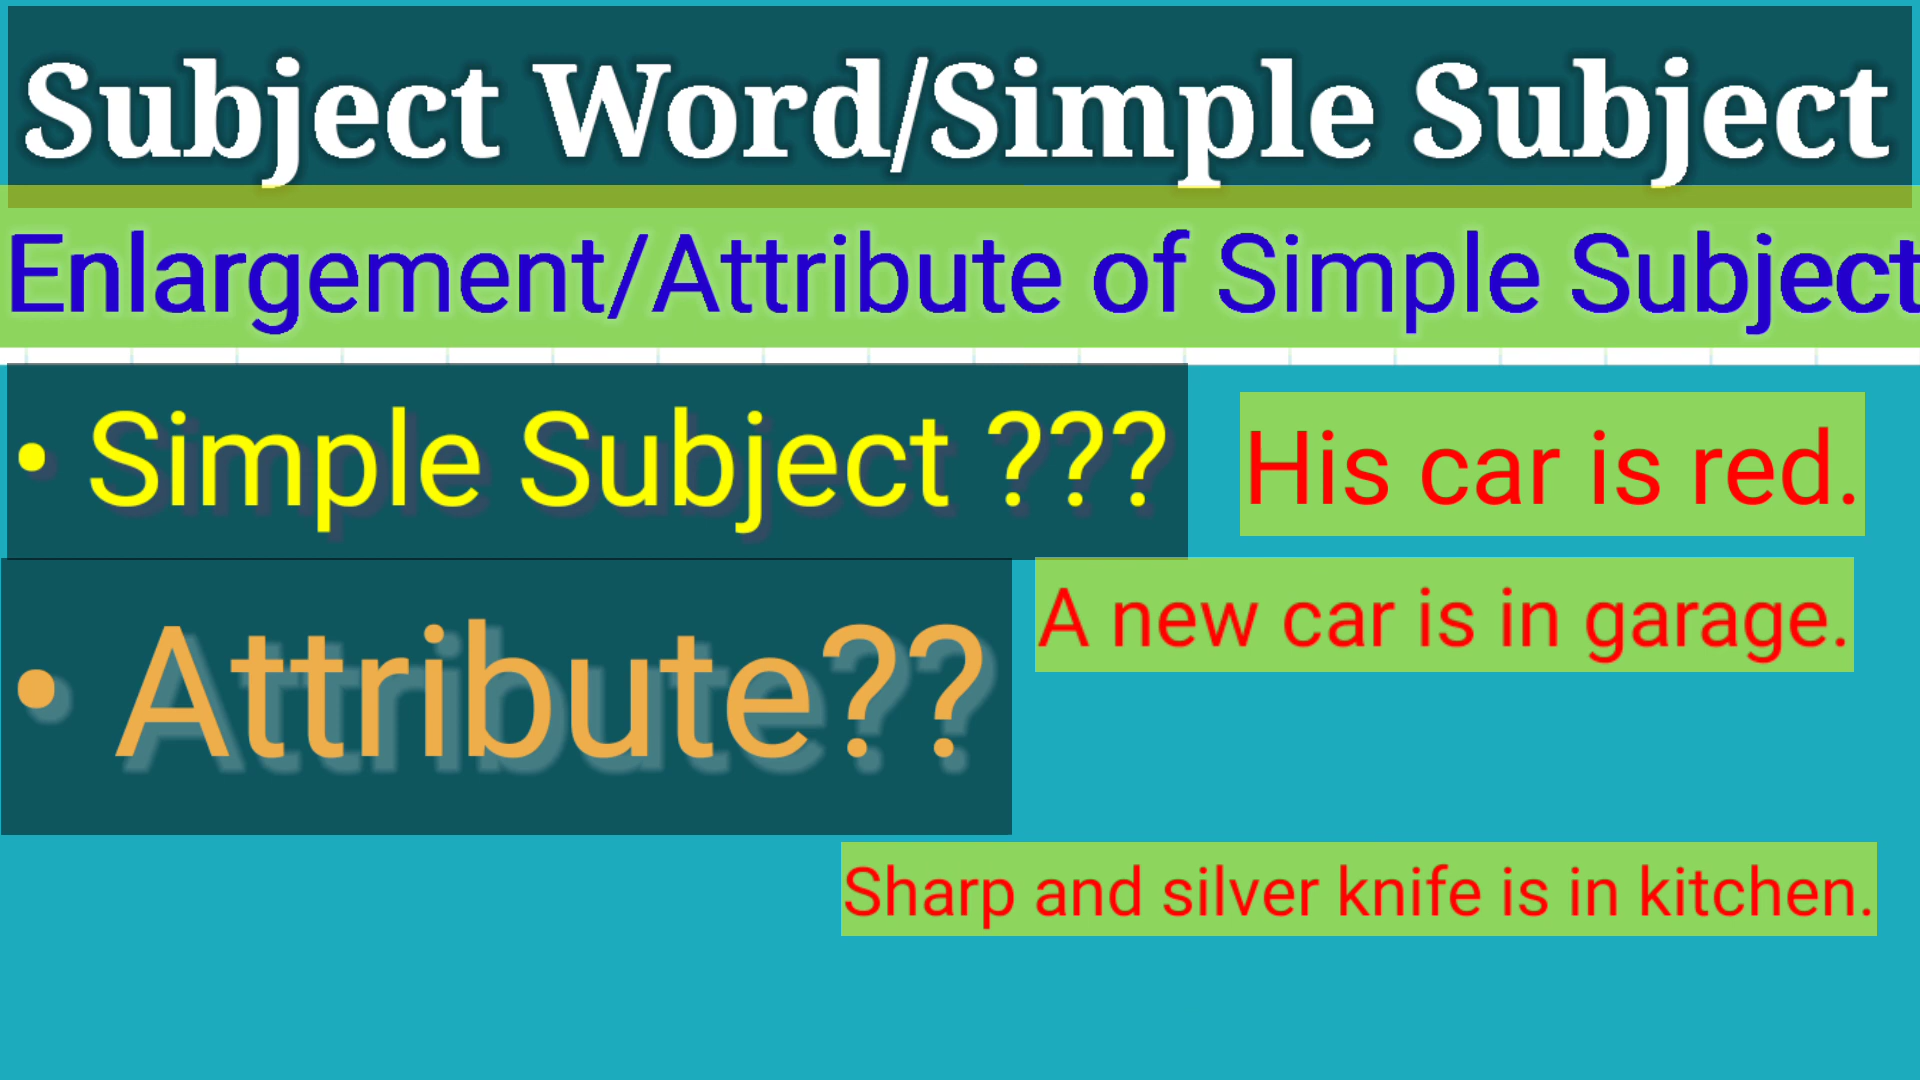 Subject Word/Simple Subject
Enlargement/Attribute of Simple Subject
• Simple Subject ???
His car is red.
A new car is in garage.
• Attribute??
Sharp and silver knife is in kitchen.